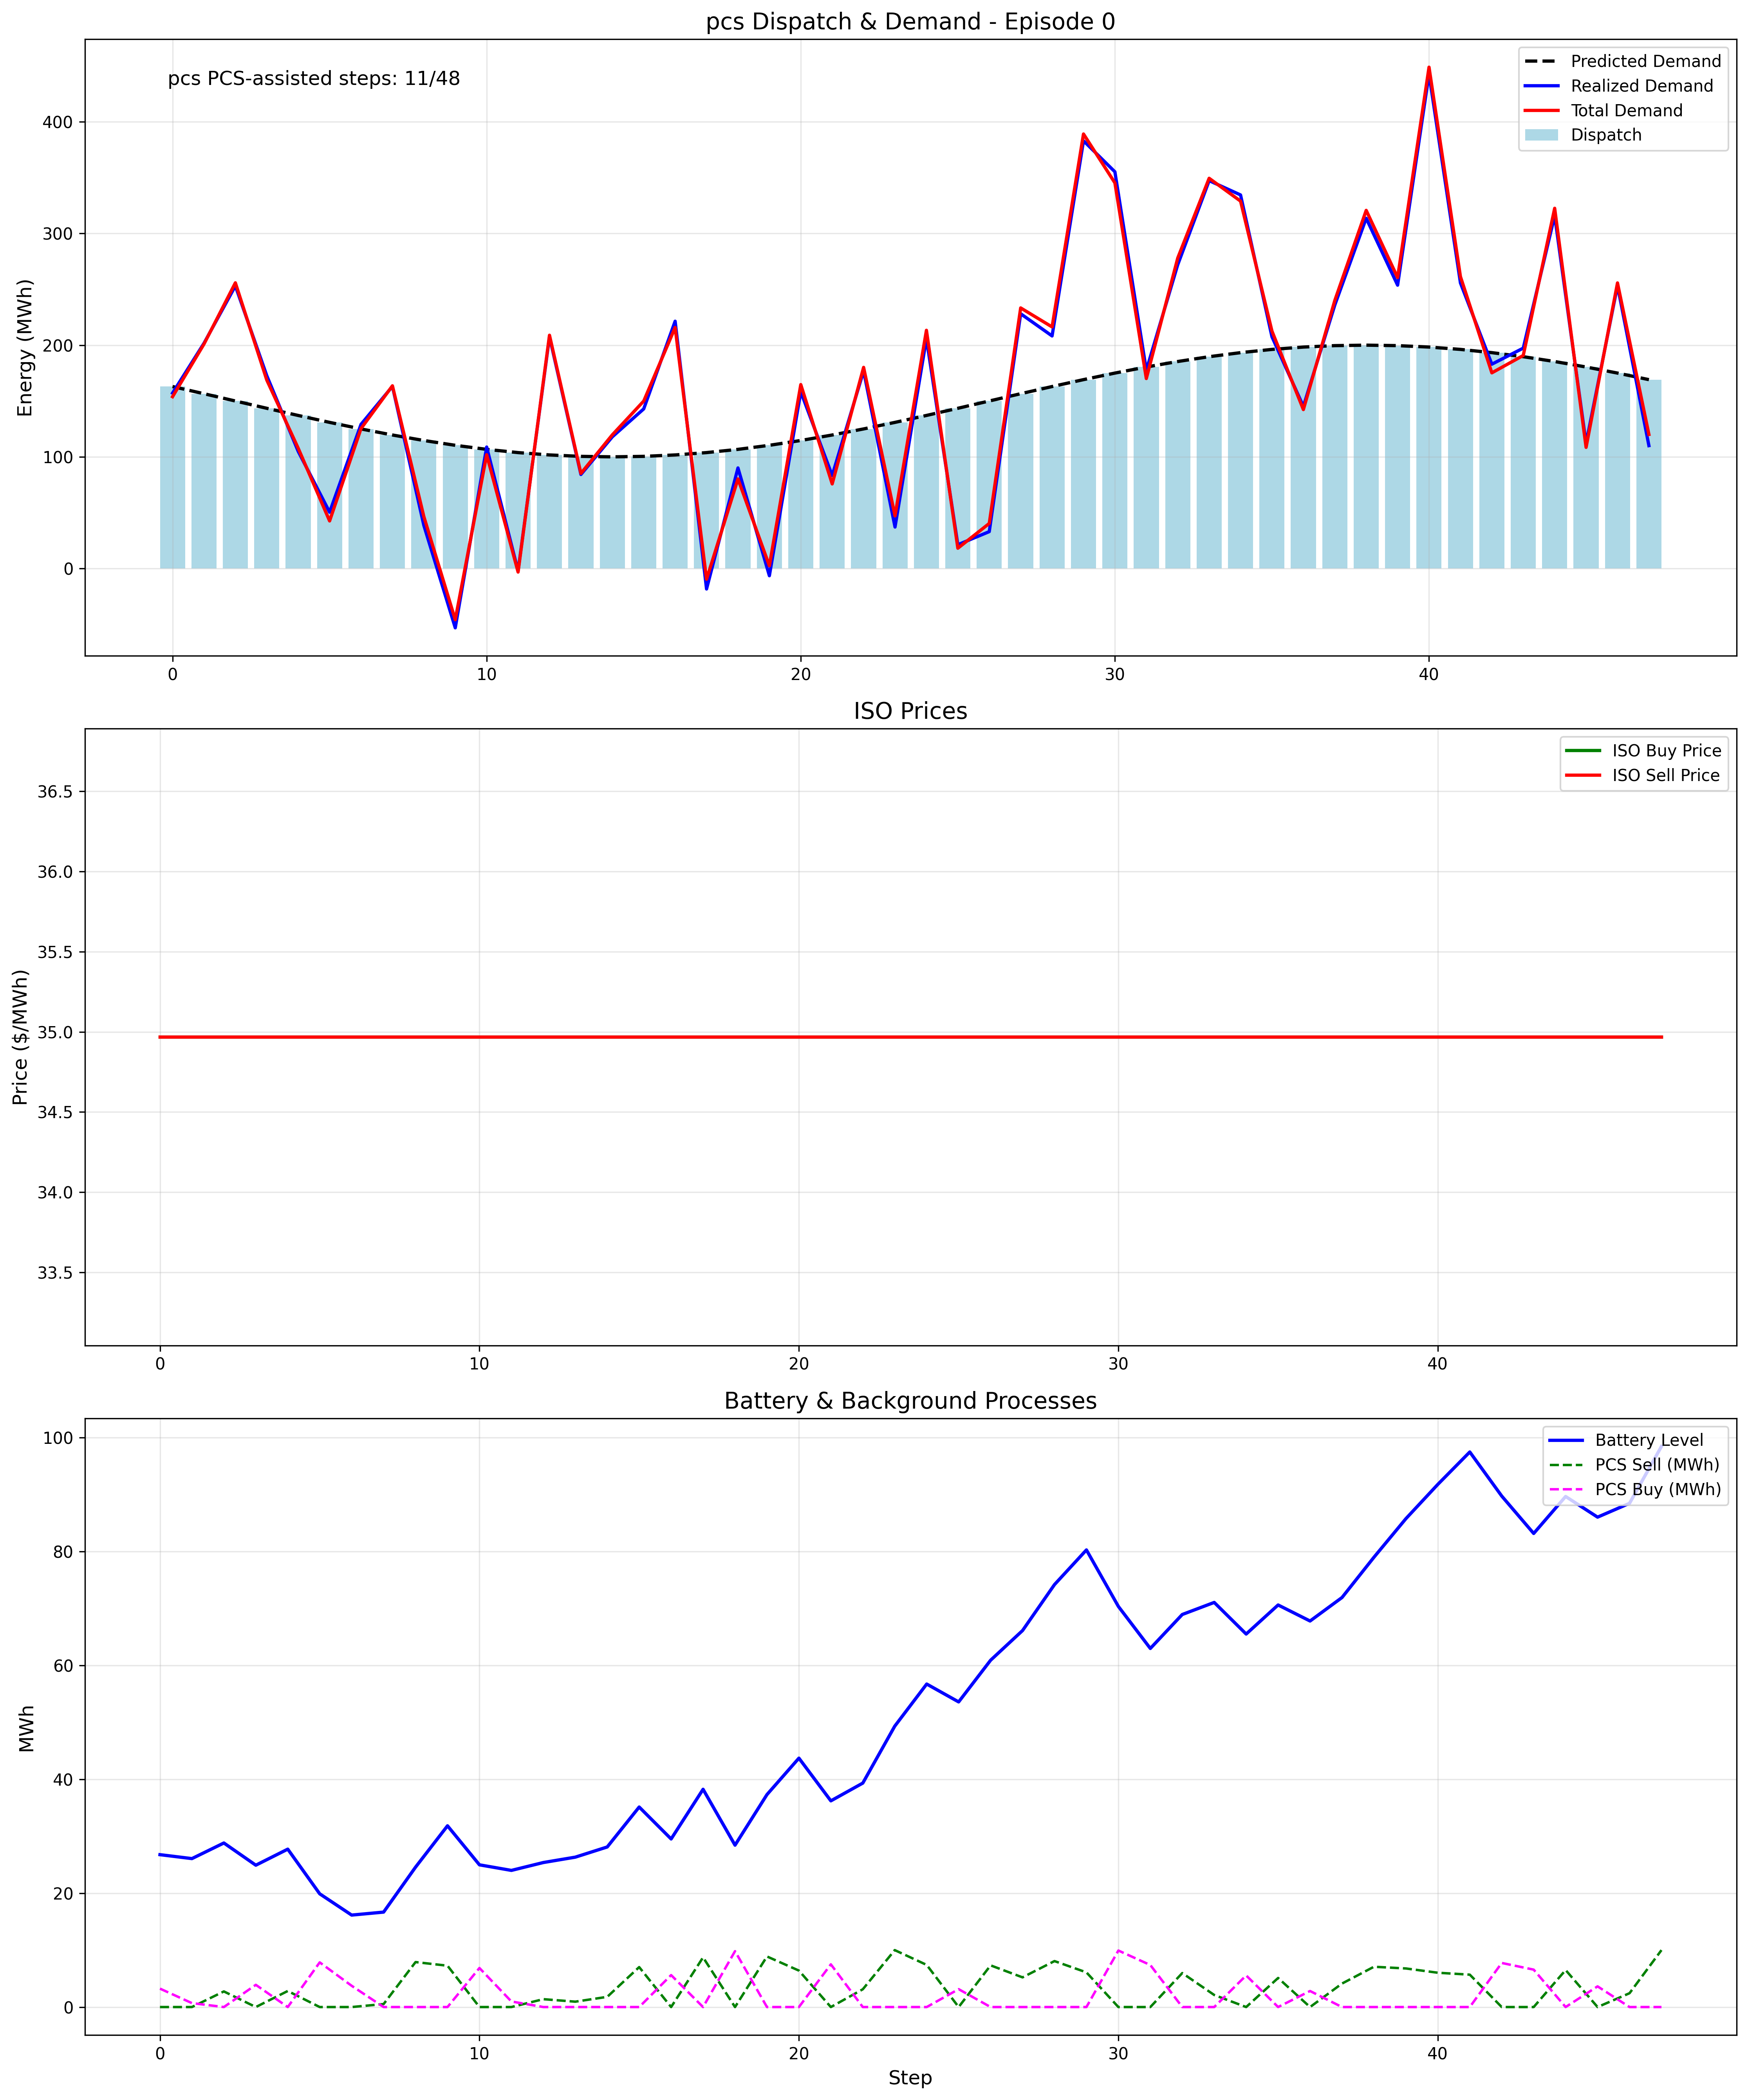 pcs Dispatch & Demand - Episode 0
pcs PCS-assisted steps: 11/48
Predicted Demand
Realized Demand
Total Demand
Dispatch
Energy (MWh)
400
300
200
100
0
0 10 20 30 40
ISO Prices
ISO Buy Price
ISO Sell Price
Price ($/MWh)
36.5
36.0
35.5
35.0
34.5
34.0
33.5
0 10 20 30 40
Battery & Background Processes
Battery Level
PCS Sell (MWh)
PCS Buy (MWh)
MWh
100
80
60
40
20
0
0 10 20 30 40
Step